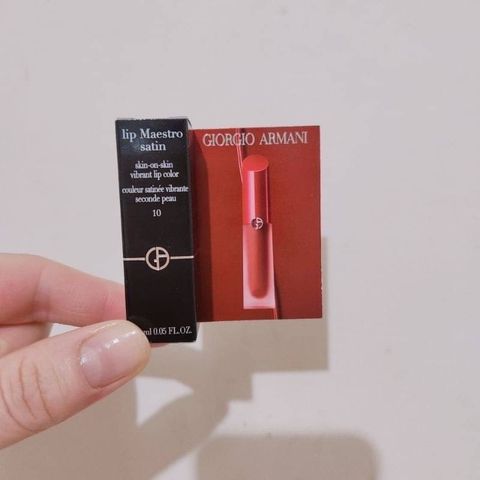 lip Maestro
satin
skin-on-skin
vibrant lip color
couleur satinée vibrante
seconde peau
10
ml 0.05 FL.OZ.
GIORGIO ARMANI